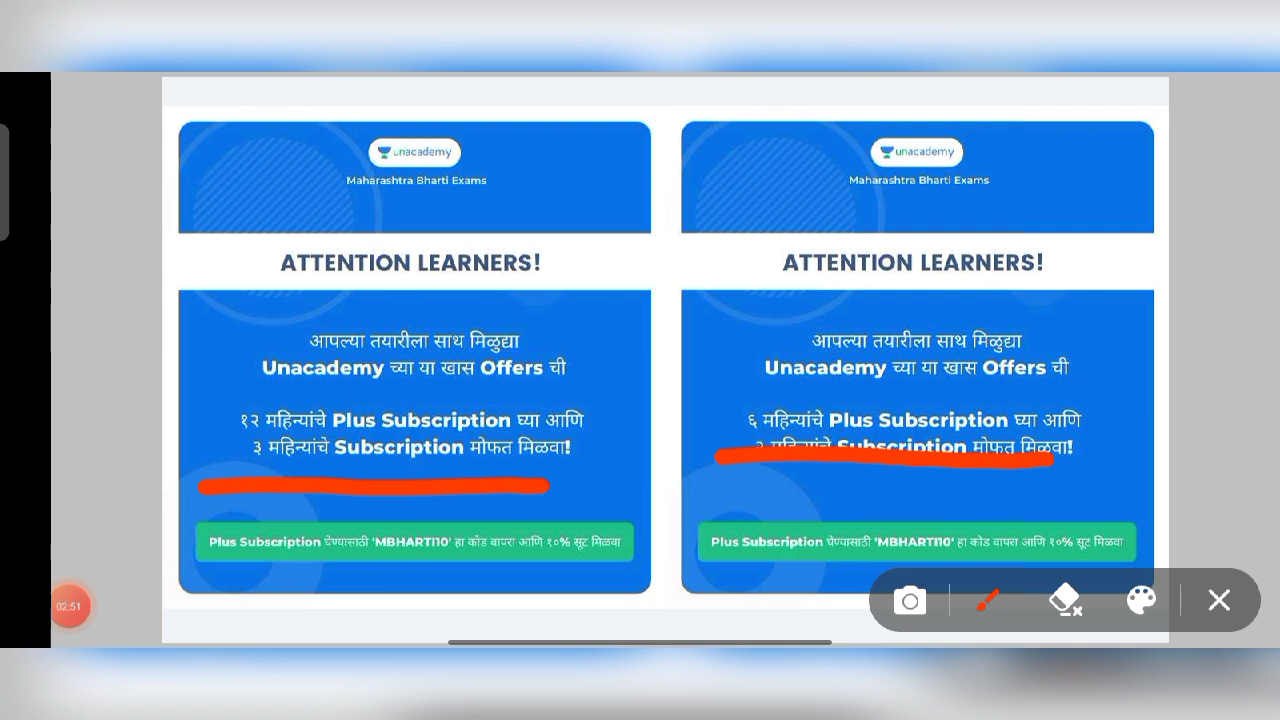 unacademy
Maharashtra Bharti Exams
ATTENTION LEARNERS!
आपल्या तयारीला साथ मिळुद्या
Unacademy च्या या खास Offers ची
१२ महिन्यांचे Plus Subscription घ्या आणि
३ महिन्यांचे Subscription मोफत मिळवा!
Plus Subscription घेण्यासाठी 'MBHARTI10' हा कोड वापरा आणि १०% सूट मिळवा
unacademy
Maharashtra Bharti Exams
ATTENTION LEARNERS!
आपल्या तयारीला साथ मिळुद्या
Unacademy च्या या खास Offers ची
६ महिन्यांचे Plus Subscription घ्या आणि
महिन्यांचे Subscription मोफत मिळवा!
Plus Subscription घेण्यासाठी 'MBHARTI10' हा कोड वापरा आणि १०% सूट मिळवा
02:51